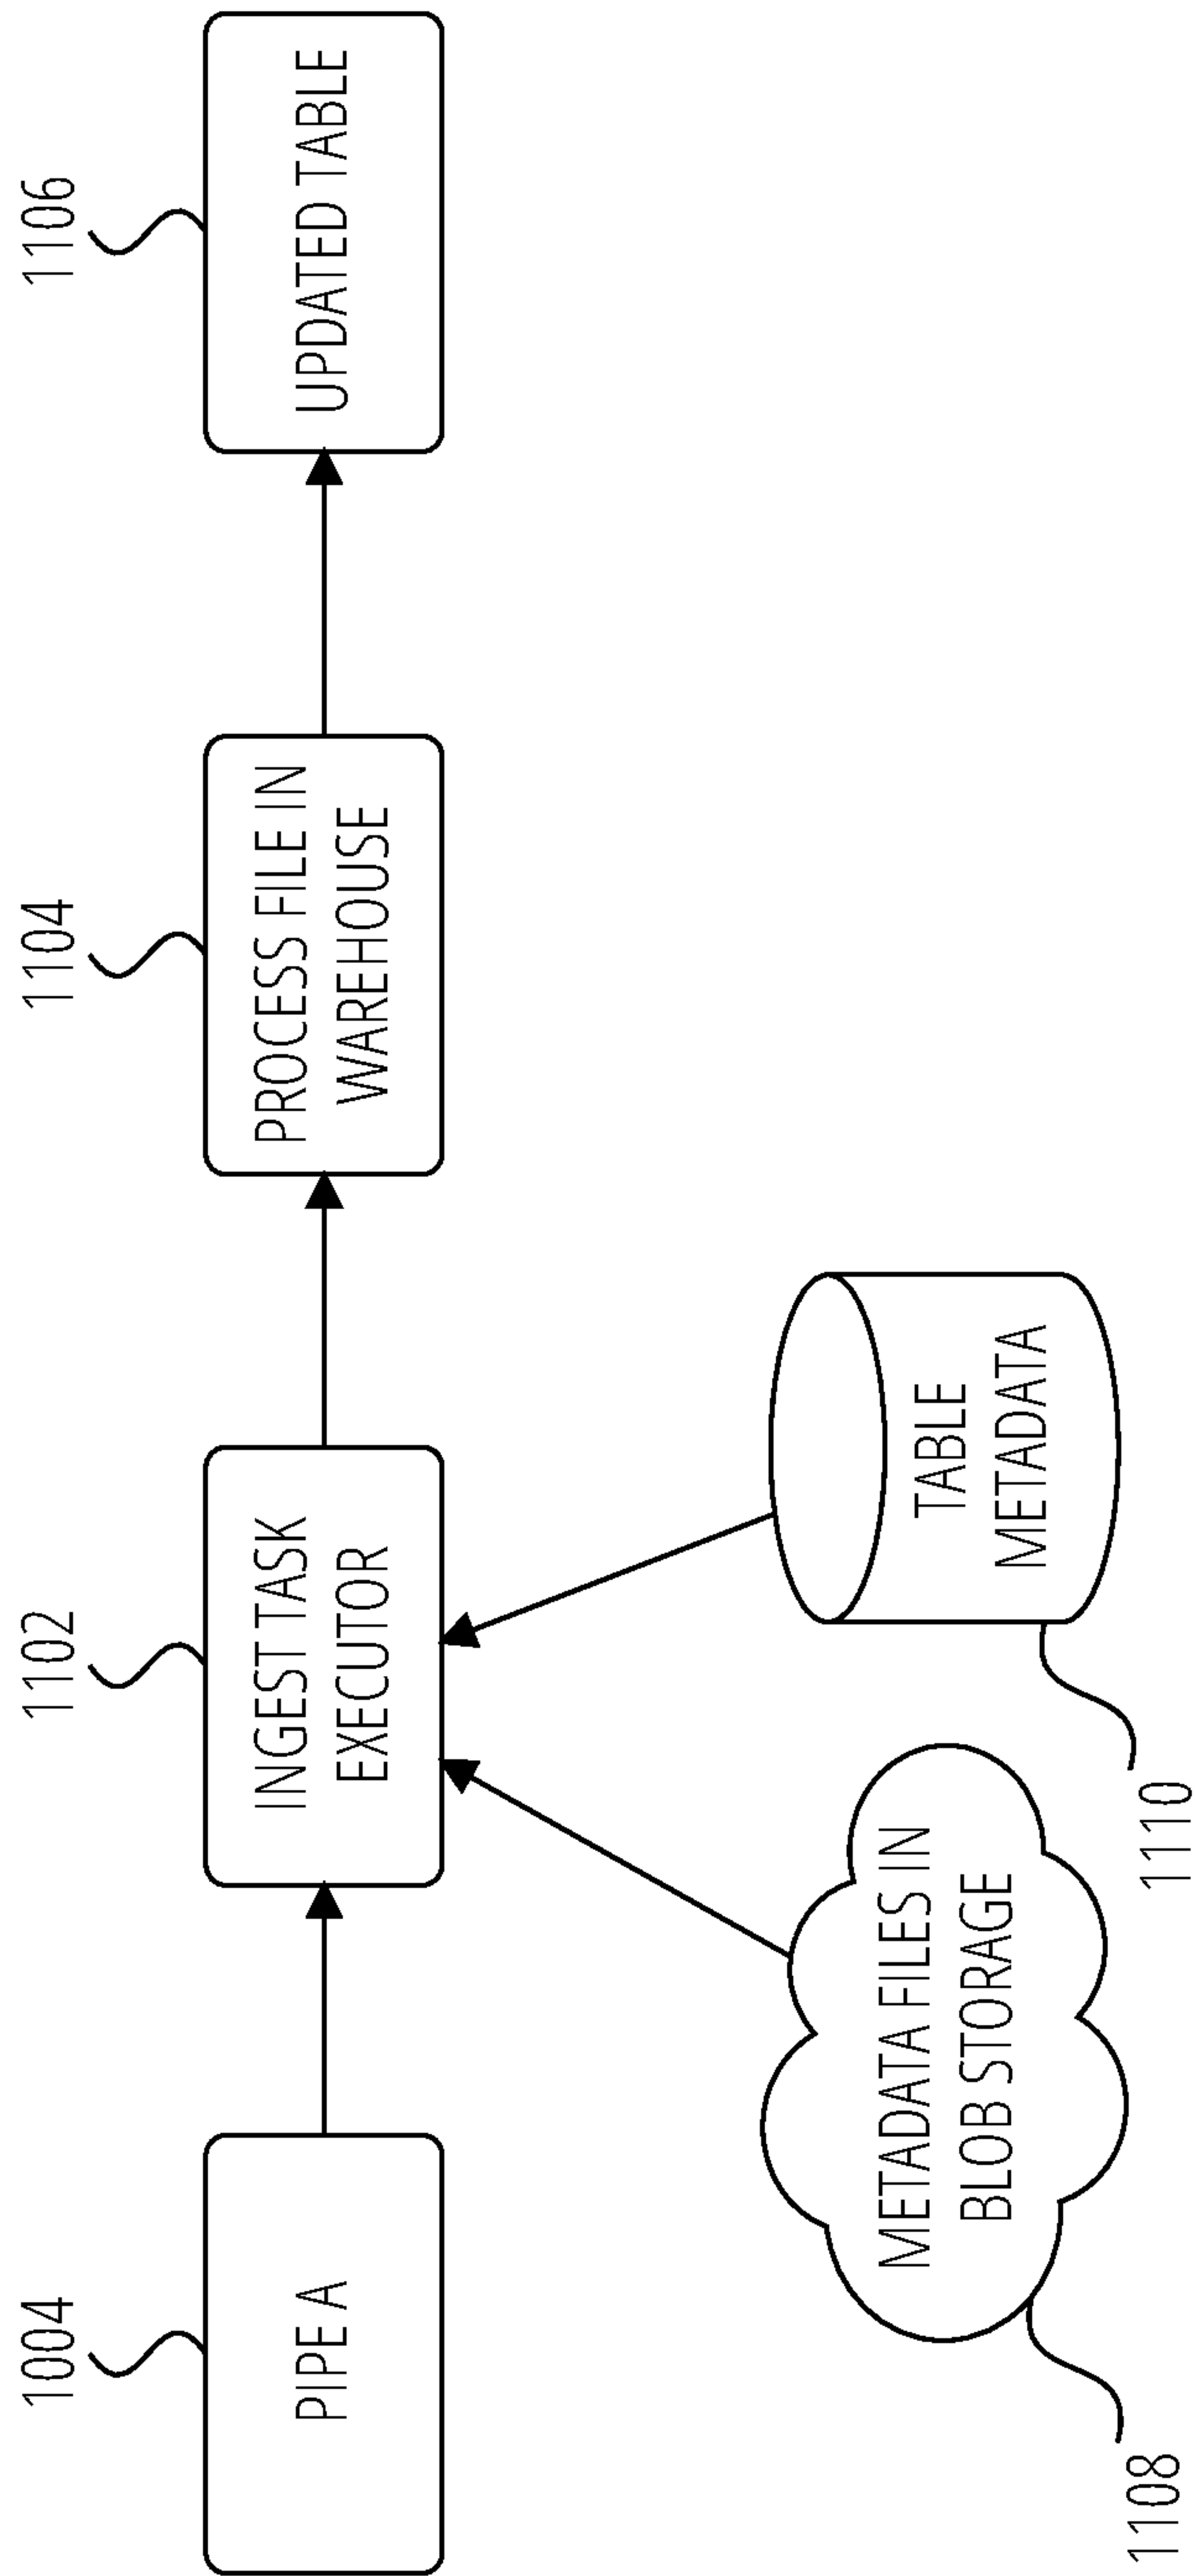 1004
1102
1104
1106
PIPE A
INGEST TASK
EXECUTOR
PROCESS FILE IN
WAREHOUSE
UPDATED TABLE
METADATA FILES IN
BLOB STORAGE
TABLE
METADATA
1108
1110